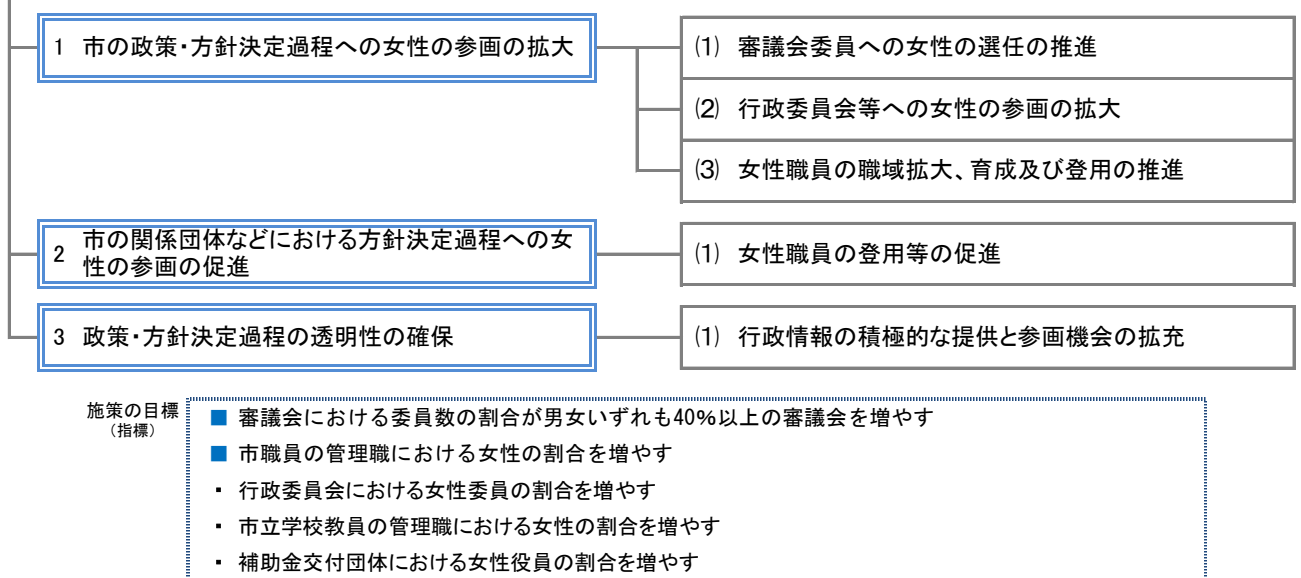 1 市の政策・方針決定過程への女性の参画の拡大
⑴ 審議会委員への女性の選任の推進
⑵ 行政委員会等への女性の参画の拡大
⑶ 女性職員の職域拡大、育成及び登用の推進
2 市の関係団体などにおける方針決定過程への女
性の参画の促進
⑴ 女性職員の登用等の促進
3 政策・方針決定過程の透明性の確保
⑴ 行政情報の積極的な提供と参画機会の拡充
施策の目標
（指標）
■ 審議会における委員数の割合が男女いずれも40％以上の審議会を増やす
■ 市職員の管理職における女性の割合を増やす
・ 行政委員会における女性委員の割合を増やす
・ 市立学校教員の管理職における女性の割合を増やす
・ 補助金交付団体における女性役員の割合を増やす